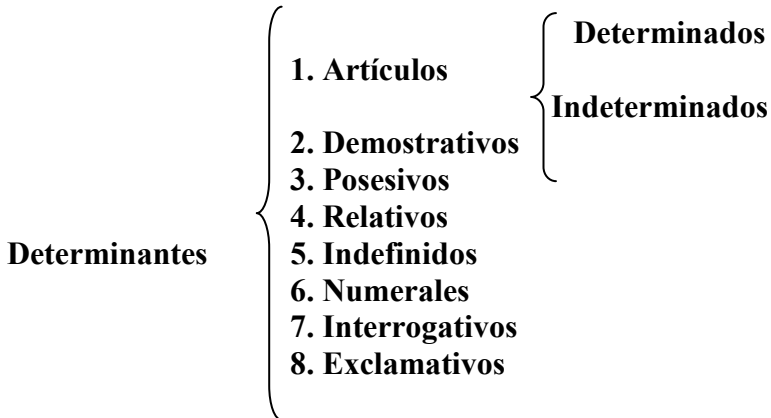 Determinados
1. Artículos
Indeterminados
2. Demostrativos
3. Posesivos
4. Relativos
Determinantes
5. Indefinidos
6. Numerales
7. Interrogativos
8. Exclamativos